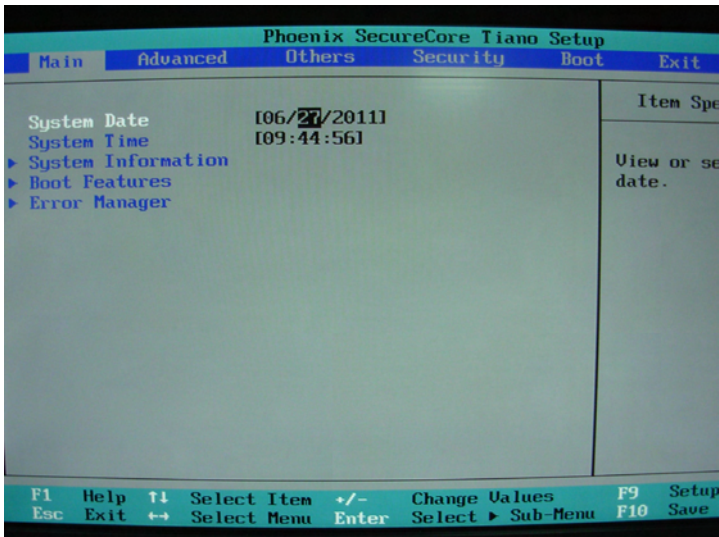 Phoenix SecureCore Tiano Setup
Main Advanced Others Security Boot Exit
Item Spe
System Date [06/27/2011]
System Time [09:44:56]
▶ System Information
▶ Boot Features
▶ Error Manager
View or se
date.
F1 Help ↑↓ Select Item +/- Change Values F9 Setup
Esc Exit ↔ Select Menu Enter Select ▶ Sub-Menu F10 Save